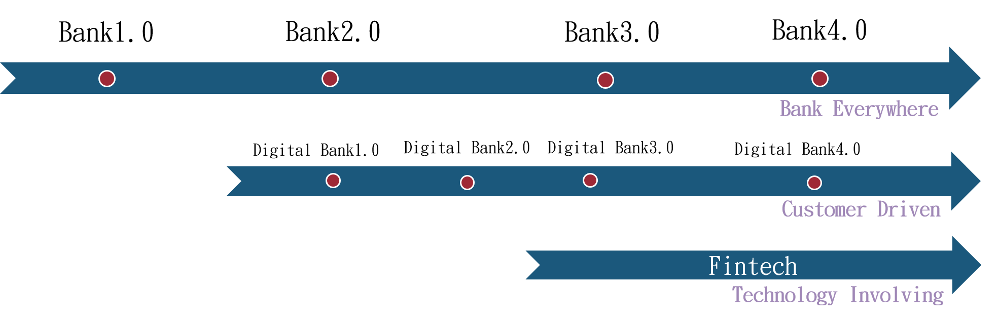 Bank1.0
Bank2.0
Bank3.0
Bank4.0
Bank Everywhere
Digital Bank1.0
Digital Bank2.0
Digital Bank3.0
Digital Bank4.0
Customer Driven
Fintech
Technology Involving